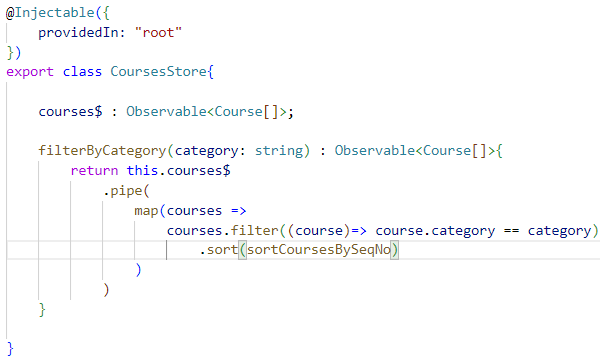 @Injectable({
    providedIn: "root"
})
export class CoursesStore{
    courses$ : Observable<Course[]>;
    filterByCategory(category: string) : Observable<Course[]>{
        return this.courses$
            .pipe(
                map(courses =>
                    courses.filter((course)=> course.category == category)
                        .sort(sortCoursesBySeqNo)
                )
            )
    }
}